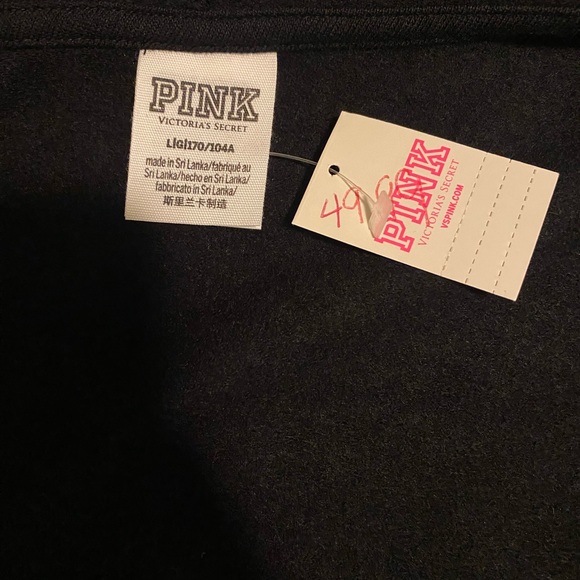 PINK
VICTORIA'S SECRET
L|G|170/104A
made in Sri Lanka/fabriqué au
Sri Lanka/hecho en Sri Lanka/
fabbricato in Sri Lanka/
斯里兰卡制造
PINK
VICTORIA'S SECRET
VSPINK.COM